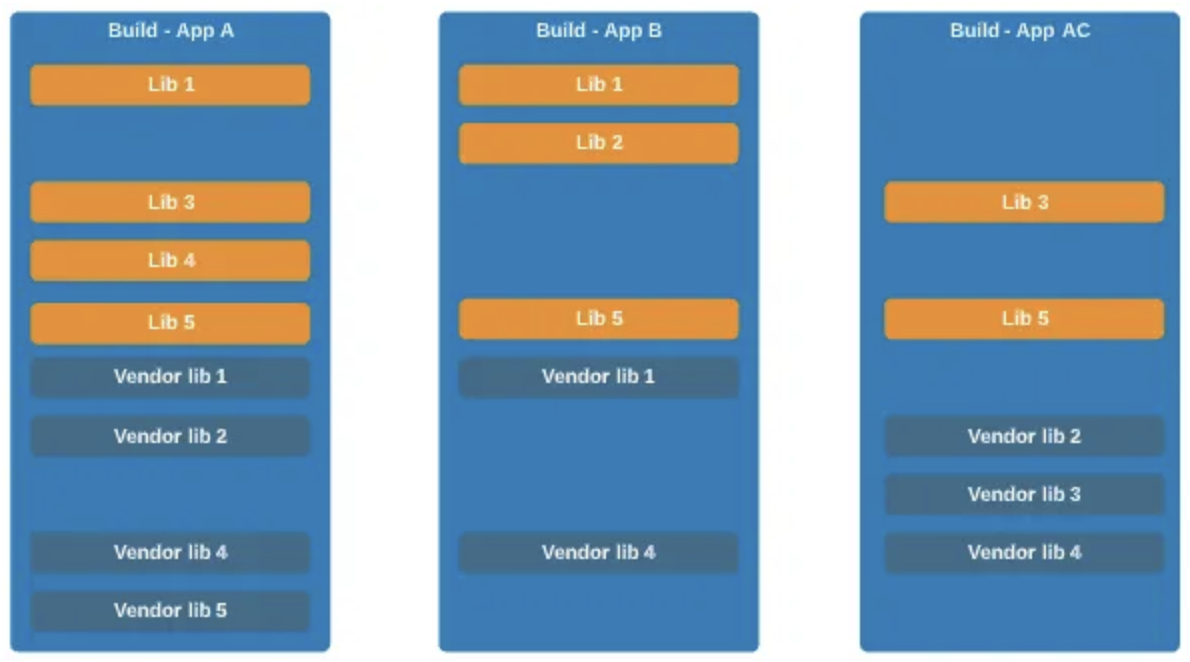 Build - App A
Lib 1
Lib 3
Lib 4
Lib 5
Vendor lib 1
Vendor lib 2
Vendor lib 4
Vendor lib 5
Build - App B
Lib 1
Lib 2
Lib 5
Vendor lib 1
Vendor lib 4
Build - App AC
Lib 3
Lib 5
Vendor lib 2
Vendor lib 3
Vendor lib 4